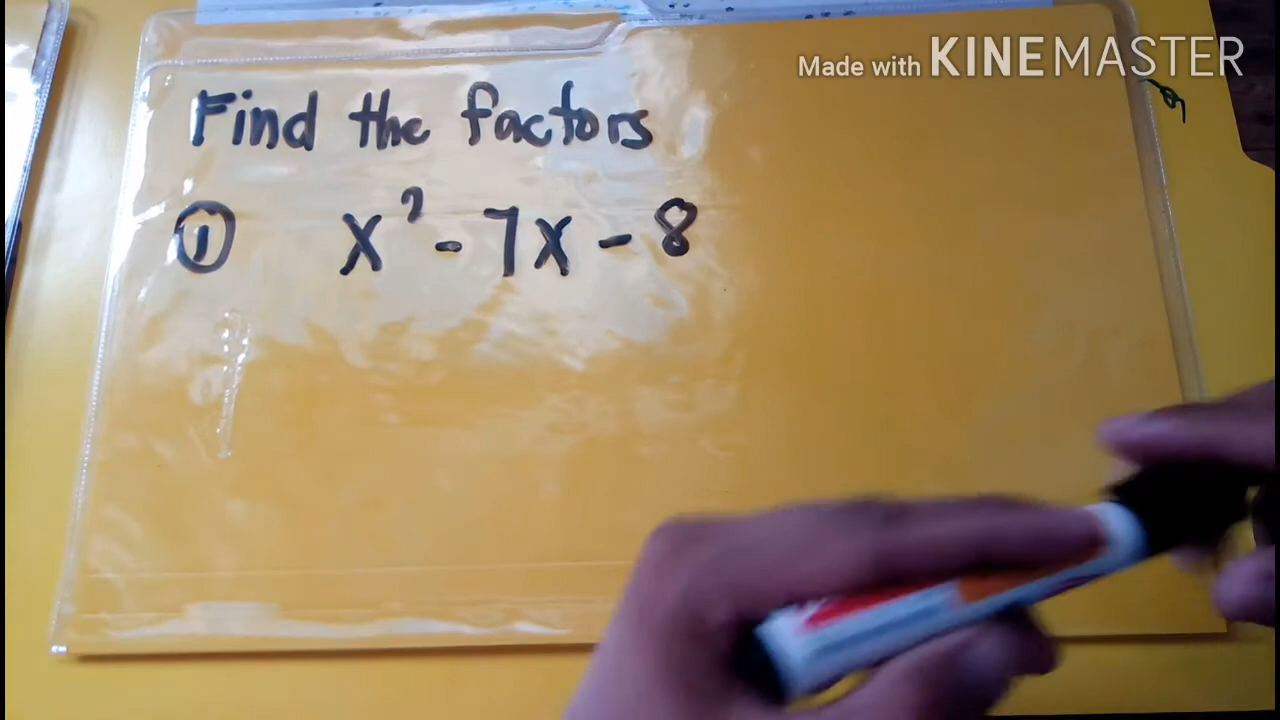 Made with KINEMASTER
Find the factors
① x² - 7x - 8